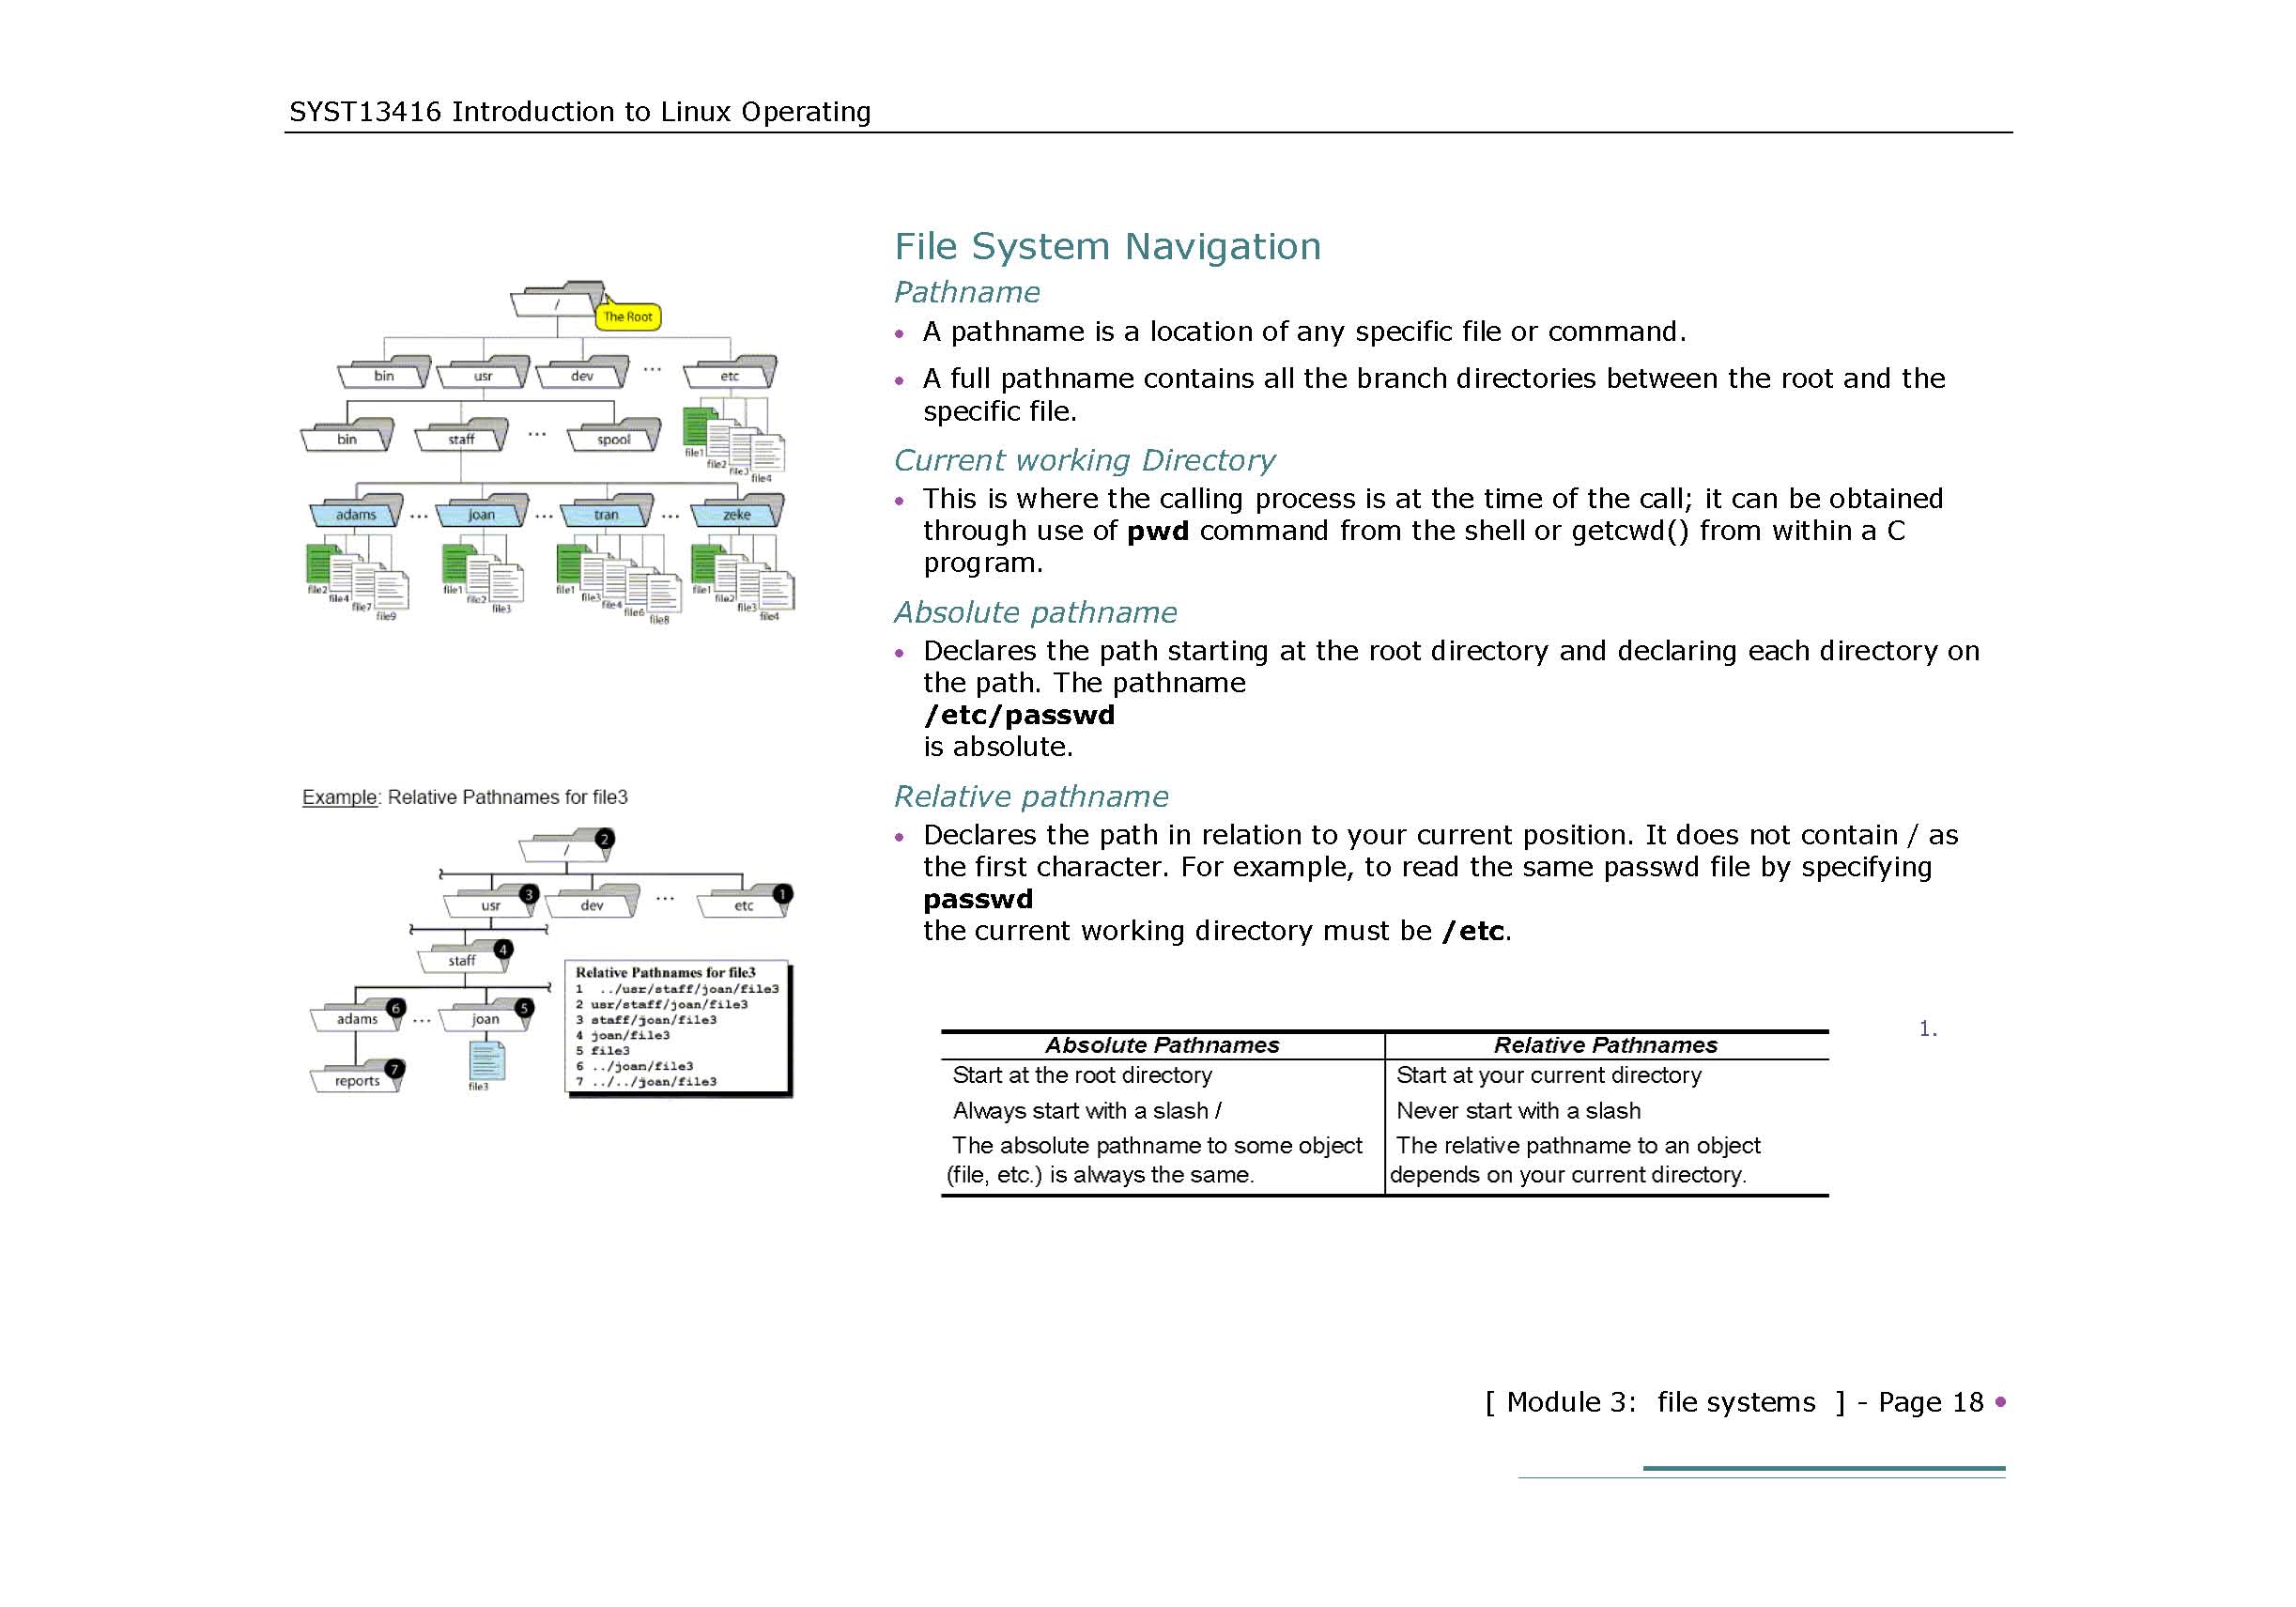 SYST13416 Introduction to Linux Operating
/
The Root
bin usr dev ... etc
bin staff ... spool
file1
file2
file3
file4
adams ... joan ... tran ... zeke
file2
file4
file7
file9
file1
file2
file3
file1
file3
file4
file6
file8
file1
file2
file3
file4
Example: Relative Pathnames for file3
/ 2
usr 3 dev ... etc 1
staff 4
adams 6 ... joan 5
reports 7
file3
Relative Pathnames for file3
1 ../usr/staff/joan/file3
2 usr/staff/joan/file3
3 staff/joan/file3
4 joan/file3
5 file3
6 ../joan/file3
7 ../../joan/file3
File System Navigation
Pathname
• A pathname is a location of any specific file or command.
• A full pathname contains all the branch directories between the root and the
specific file.
Current working Directory
• This is where the calling process is at the time of the call; it can be obtained
through use of pwd command from the shell or getcwd() from within a C
program.
Absolute pathname
• Declares the path starting at the root directory and declaring each directory on
the path. The pathname
/etc/passwd
is absolute.
Relative pathname
• Declares the path in relation to your current position. It does not contain / as
the first character. For example, to read the same passwd file by specifying
passwd
the current working directory must be /etc.
1.
Absolute Pathnames Relative Pathnames
Start at the root directory Start at your current directory
Always start with a slash / Never start with a slash
The absolute pathname to some object The relative pathname to an object
(file, etc.) is always the same. depends on your current directory.
[ Module 3: file systems ] - Page 18 •